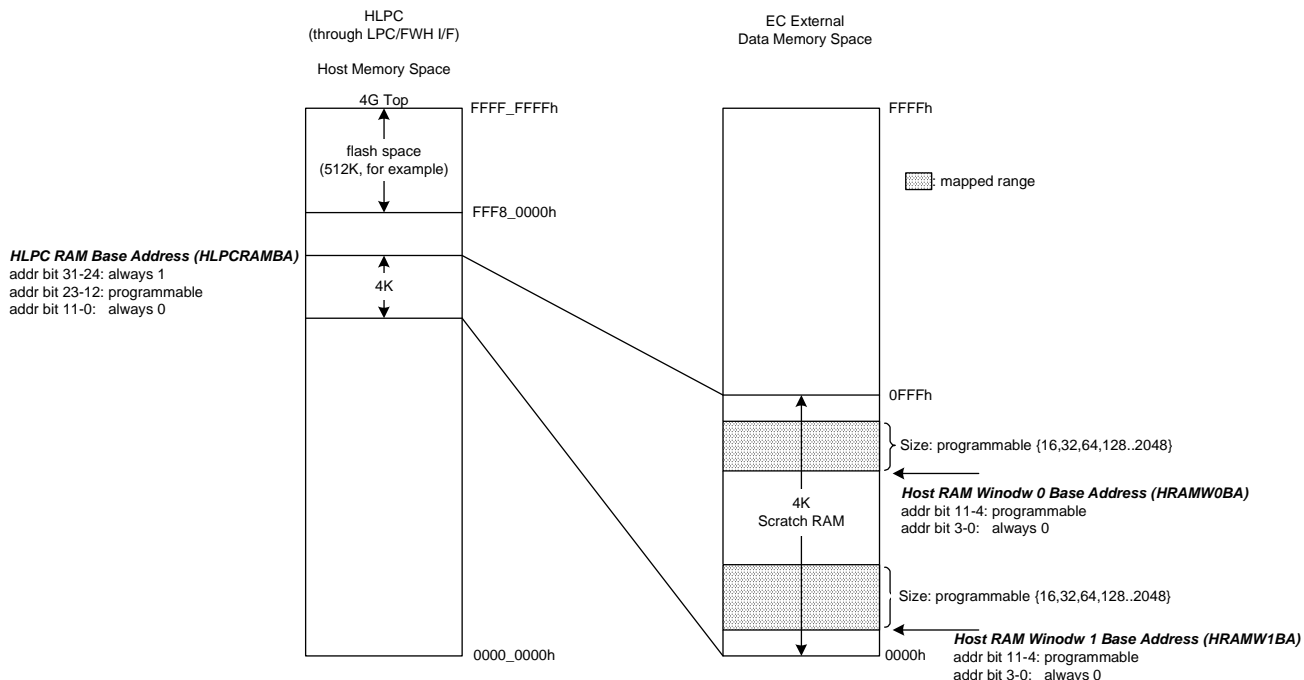 HLPC
(through LPC/FWH I/F)
Host Memory Space
4G Top
FFFF_FFFFh
flash space
(512K, for example)
FFF8_0000h
HLPC RAM Base Address (HLPCRAMBA)
addr bit 31-24: always 1
addr bit 23-12: programmable
addr bit 11-0: always 0
4K
0000_0000h
EC External
Data Memory Space
FFFFh
: mapped range
0FFFh
Size: programmable {16,32,64,128..2048}
Host RAM Winodw 0 Base Address (HRAMW0BA)
addr bit 11-4: programmable
addr bit 3-0: always 0
4K
Scratch RAM
Size: programmable {16,32,64,128..2048}
Host RAM Winodw 1 Base Address (HRAMW1BA)
addr bit 11-4: programmable
addr bit 3-0: always 0
0000h